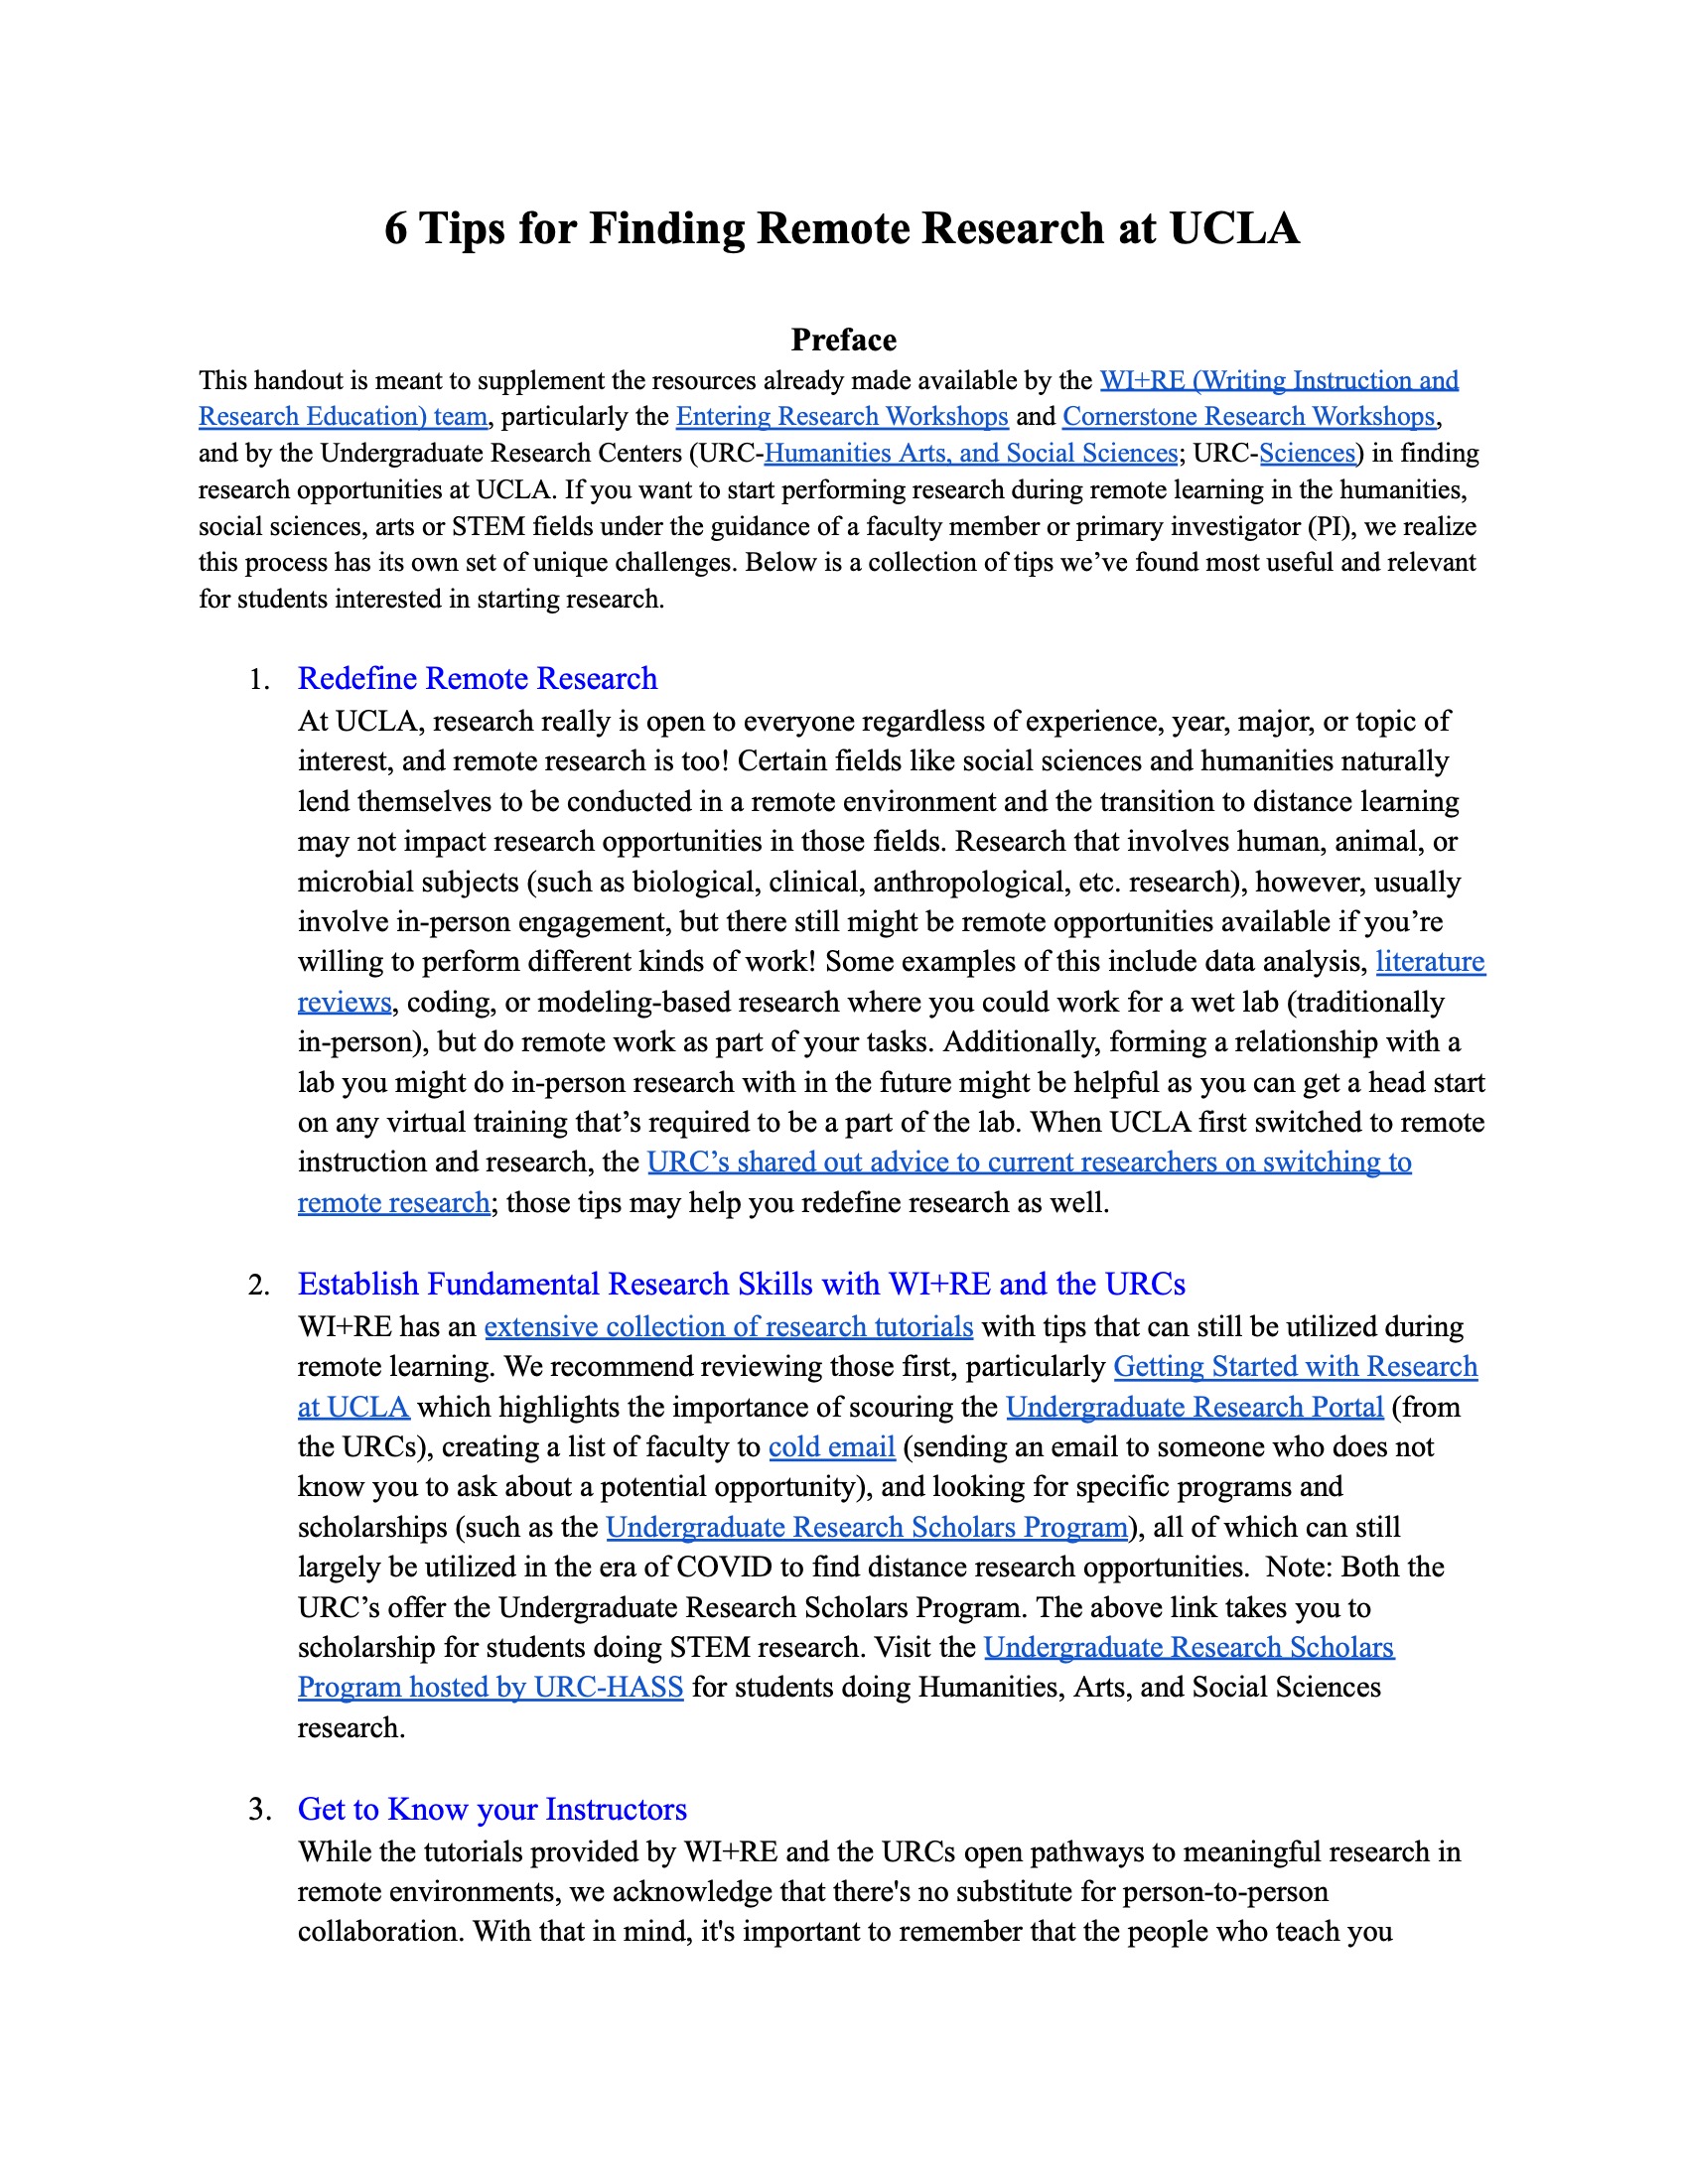 6 Tips for Finding Remote Research at UCLA
Preface
This handout is meant to supplement the resources already made available by the WI+RE (Writing Instruction and
Research Education) team, particularly the Entering Research Workshops and Cornerstone Research Workshops,
and by the Undergraduate Research Centers (URC-Humanities Arts, and Social Sciences; URC-Sciences) in finding
research opportunities at UCLA. If you want to start performing research during remote learning in the humanities,
social sciences, arts or STEM fields under the guidance of a faculty member or primary investigator (PI), we realize
this process has its own set of unique challenges. Below is a collection of tips we’ve found most useful and relevant
for students interested in starting research.
1. Redefine Remote Research
At UCLA, research really is open to everyone regardless of experience, year, major, or topic of
interest, and remote research is too! Certain fields like social sciences and humanities naturally
lend themselves to be conducted in a remote environment and the transition to distance learning
may not impact research opportunities in those fields. Research that involves human, animal, or
microbial subjects (such as biological, clinical, anthropological, etc. research), however, usually
involve in-person engagement, but there still might be remote opportunities available if you’re
willing to perform different kinds of work! Some examples of this include data analysis, literature
reviews, coding, or modeling-based research where you could work for a wet lab (traditionally
in-person), but do remote work as part of your tasks. Additionally, forming a relationship with a
lab you might do in-person research with in the future might be helpful as you can get a head start
on any virtual training that’s required to be a part of the lab. When UCLA first switched to remote
instruction and research, the URC’s shared out advice to current researchers on switching to
remote research; those tips may help you redefine research as well.
2. Establish Fundamental Research Skills with WI+RE and the URCs
WI+RE has an extensive collection of research tutorials with tips that can still be utilized during
remote learning. We recommend reviewing those first, particularly Getting Started with Research
at UCLA which highlights the importance of scouring the Undergraduate Research Portal (from
the URCs), creating a list of faculty to cold email (sending an email to someone who does not
know you to ask about a potential opportunity), and looking for specific programs and
scholarships (such as the Undergraduate Research Scholars Program), all of which can still
largely be utilized in the era of COVID to find distance research opportunities.  Note: Both the
URC’s offer the Undergraduate Research Scholars Program. The above link takes you to
scholarship for students doing STEM research. Visit the Undergraduate Research Scholars
Program hosted by URC-HASS for students doing Humanities, Arts, and Social Sciences
research.
3. Get to Know your Instructors
While the tutorials provided by WI+RE and the URCs open pathways to meaningful research in
remote environments, we acknowledge that there's no substitute for person-to-person
collaboration. With that in mind, it's important to remember that the people who teach you